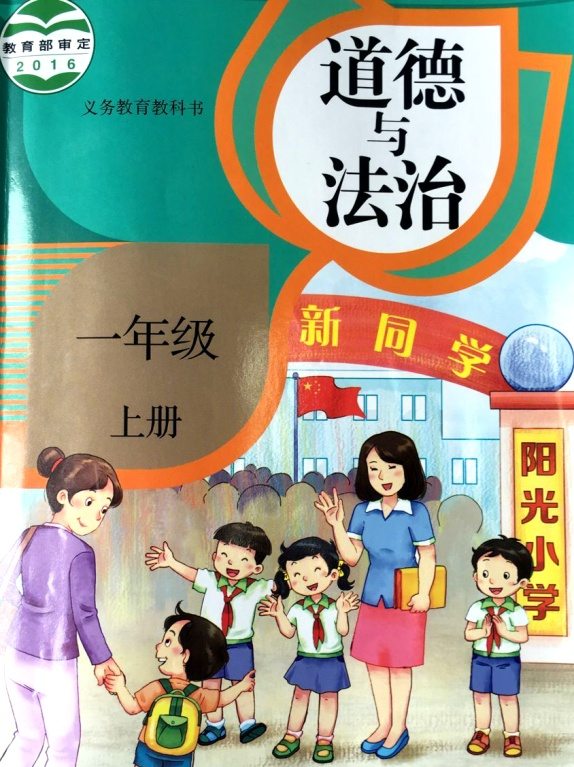 教育部审定
2016
义务教育教科书
道德
与
法治
一年级
上册
新同学
阳光小学